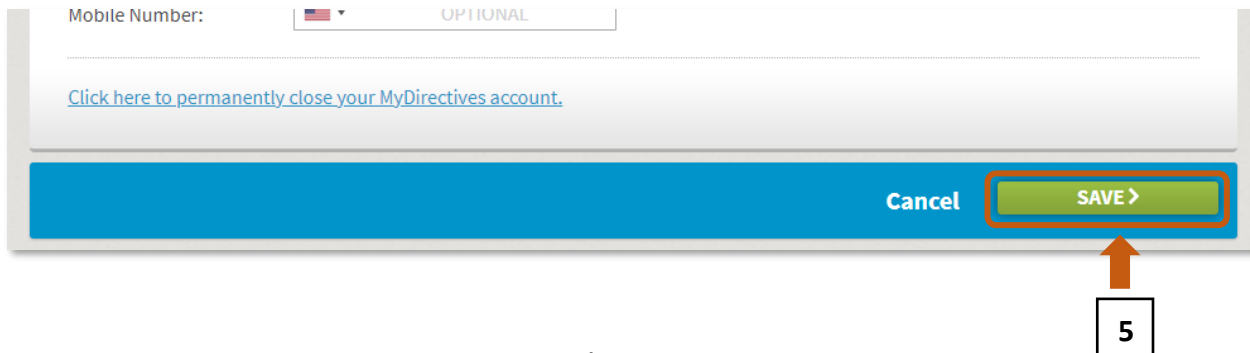 Mobile Number: OPTIONAL
Click here to permanently close your MyDirectives account.
Cancel SAVE
5